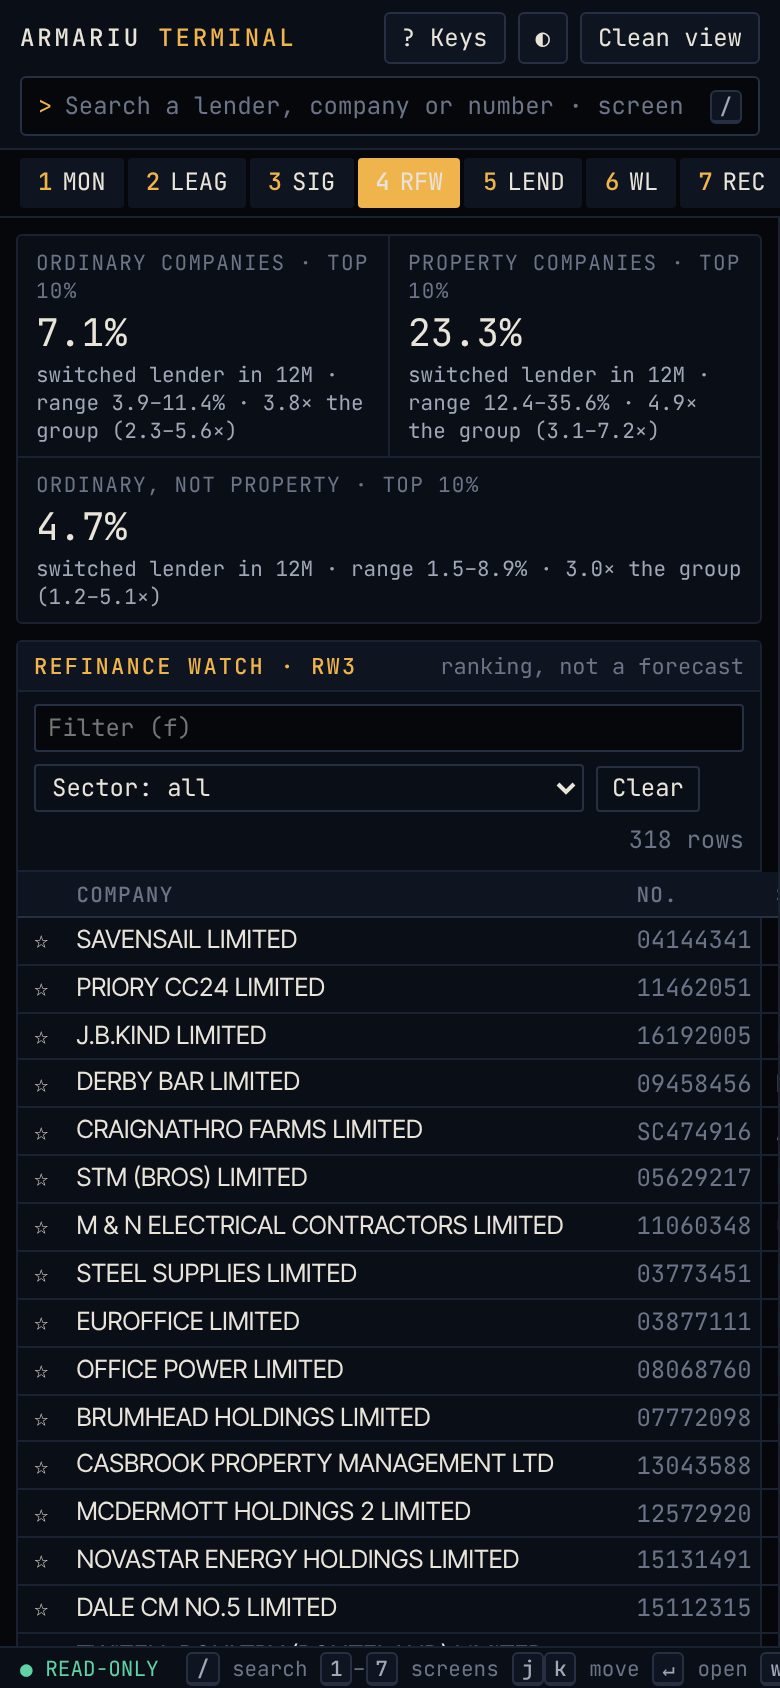 ARMARIU TERMINAL ? Keys ◐ Clean view
> Search a lender, company or number · screen /
1 MON 2 LEAG 3 SIG 4 RFW 5 LEND 6 WL 7 REC
ORDINARY COMPANIES · TOP
10%
7.1%
switched lender in 12M ·
range 3.9–11.4% · 3.8× the
group (2.3–5.6×)
PROPERTY COMPANIES · TOP
10%
23.3%
switched lender in 12M ·
range 12.4–35.6% · 4.9×
the group (3.1–7.2×)
ORDINARY, NOT PROPERTY · TOP 10%
4.7%
switched lender in 12M · range 1.5–8.9% · 3.0× the group
(1.2–5.1×)
REFINANCE WATCH · RW3 ranking, not a forecast
Filter (f)
Sector: all Clear
318 rows
COMPANY NO.
☆ SAVENSAIL LIMITED 04144341
☆ PRIORY CC24 LIMITED 11462051
☆ J.B.KIND LIMITED 16192005
☆ DERBY BAR LIMITED 09458456
☆ CRAIGNATHRO FARMS LIMITED SC474916
☆ STM (BROS) LIMITED 05629217
☆ M & N ELECTRICAL CONTRACTORS LIMITED 11060348
☆ STEEL SUPPLIES LIMITED 03773451
☆ EUROFFICE LIMITED 03877111
☆ OFFICE POWER LIMITED 08068760
☆ BRUMHEAD HOLDINGS LIMITED 07772098
☆ CASBROOK PROPERTY MANAGEMENT LTD 13043588
☆ MCDERMOTT HOLDINGS 2 LIMITED 12572920
☆ NOVASTAR ENERGY HOLDINGS LIMITED 15131491
☆ DALE CM NO.5 LIMITED 15112315
● READ-ONLY / search 1–7 screens j k move ↵ open w